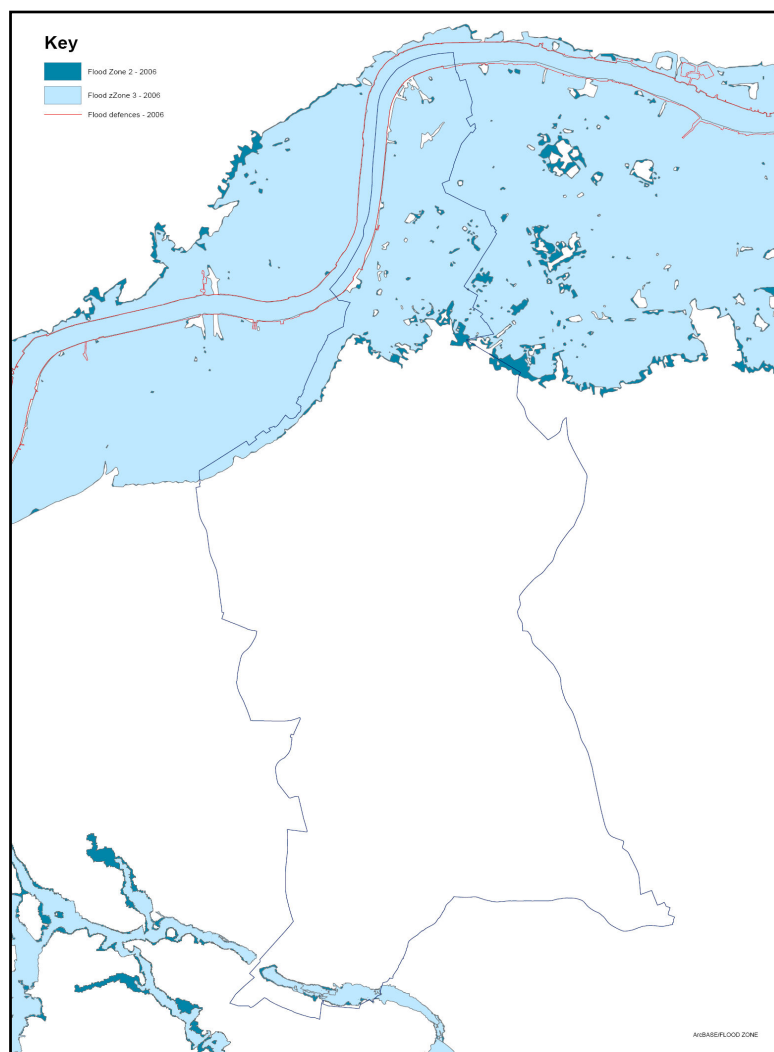 Key
Flood Zone 2 - 2006
Flood zZone 3 - 2006
Flood defences - 2006
ArcBASE/FLOOD ZONE